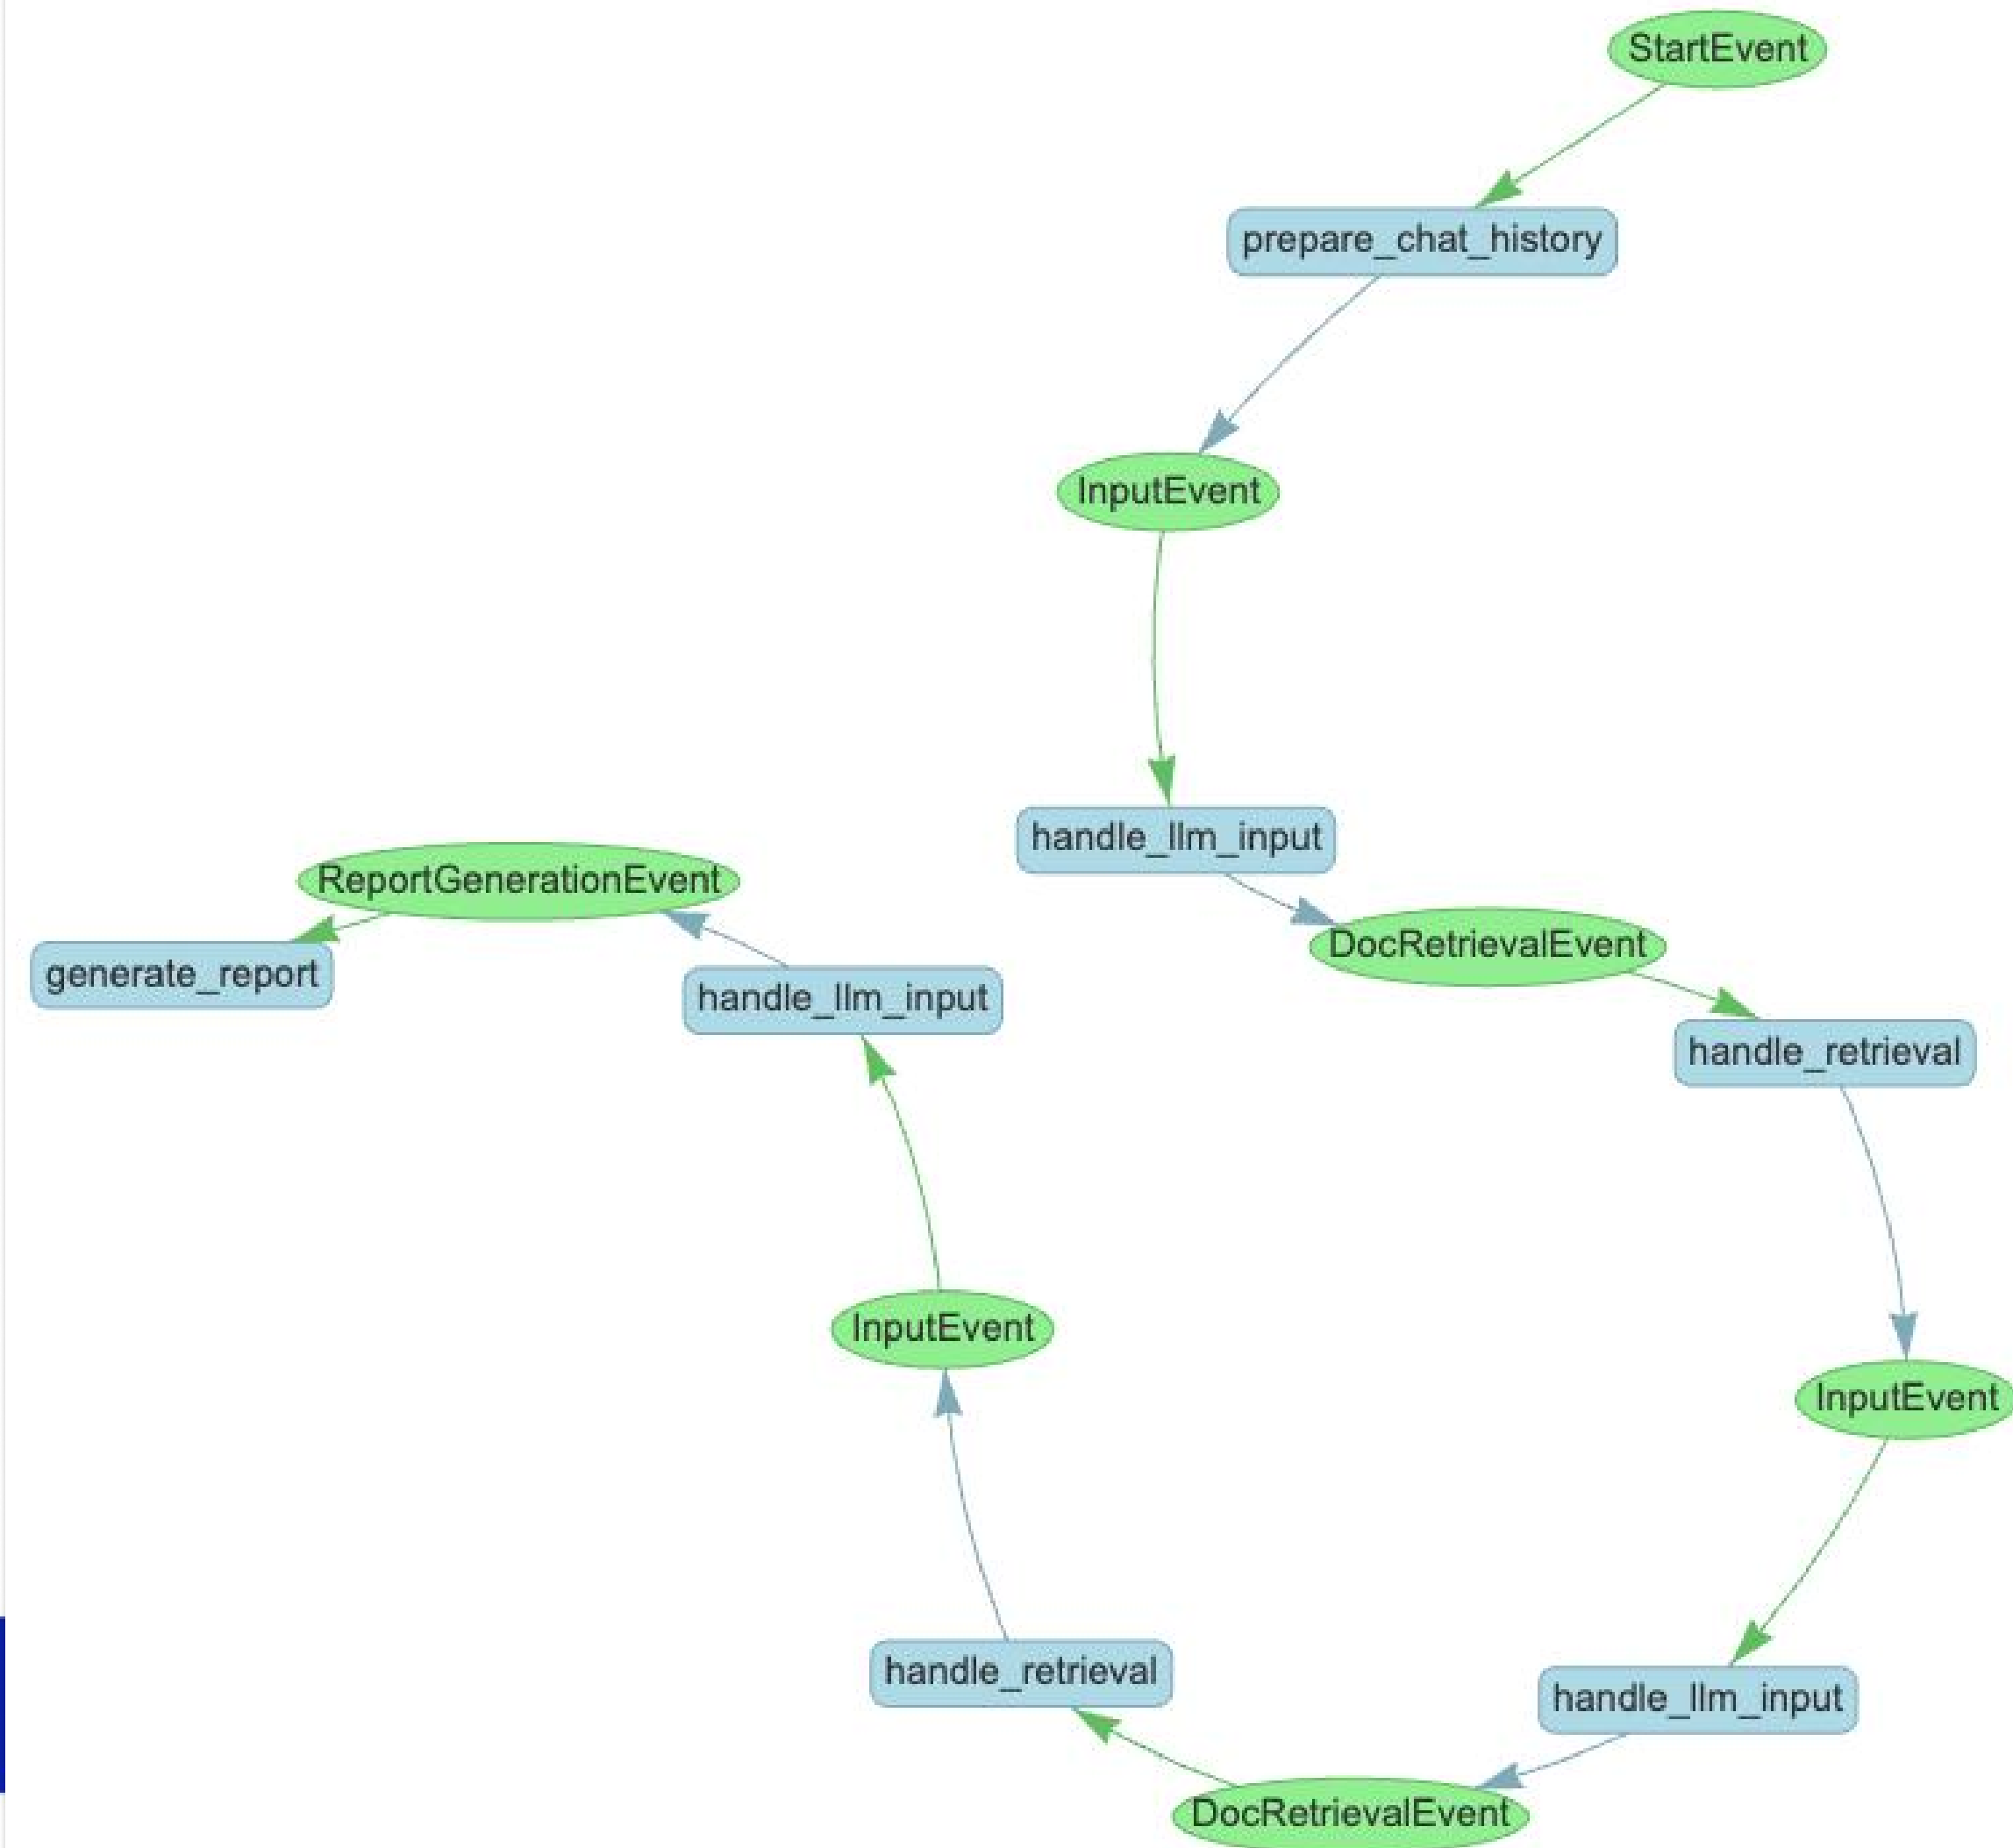 StartEvent
prepare_chat_history
InputEvent
handle_llm_input
DocRetrievalEvent
handle_retrieval
InputEvent
handle_llm_input
DocRetrievalEvent
handle_retrieval
InputEvent
handle_llm_input
ReportGenerationEvent
generate_report